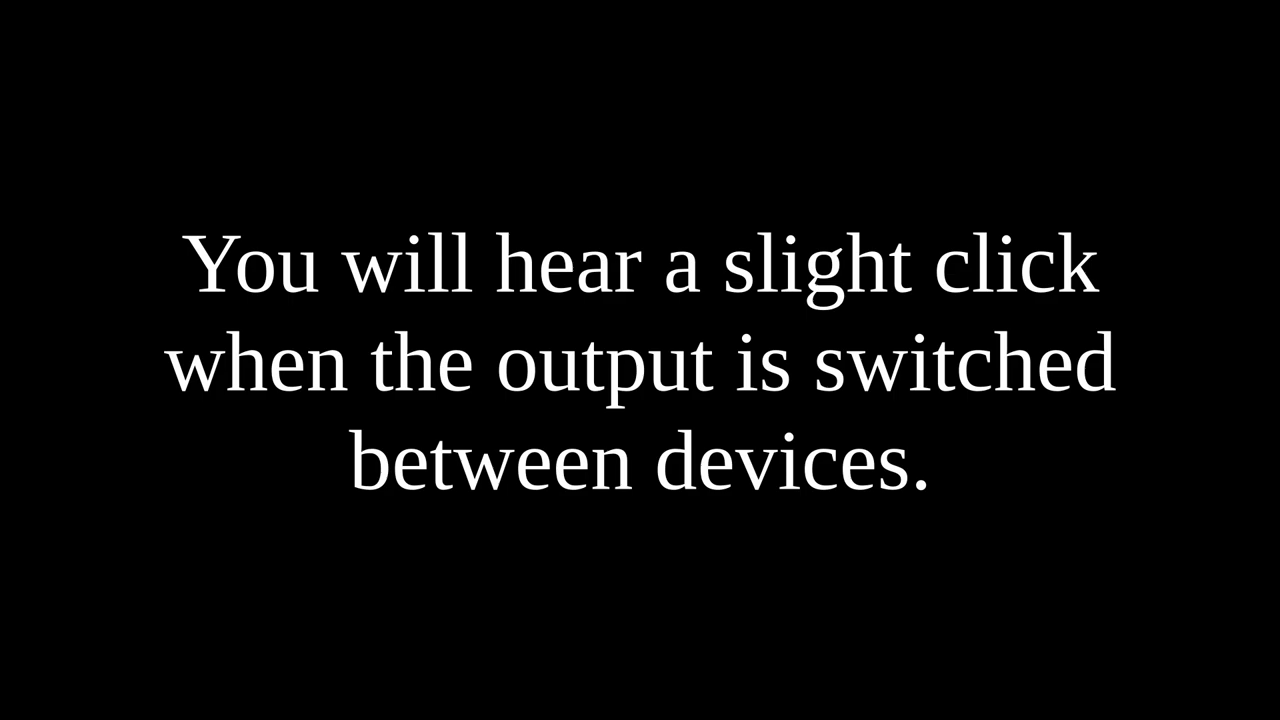 You will hear a slight click
when the output is switched
between devices.